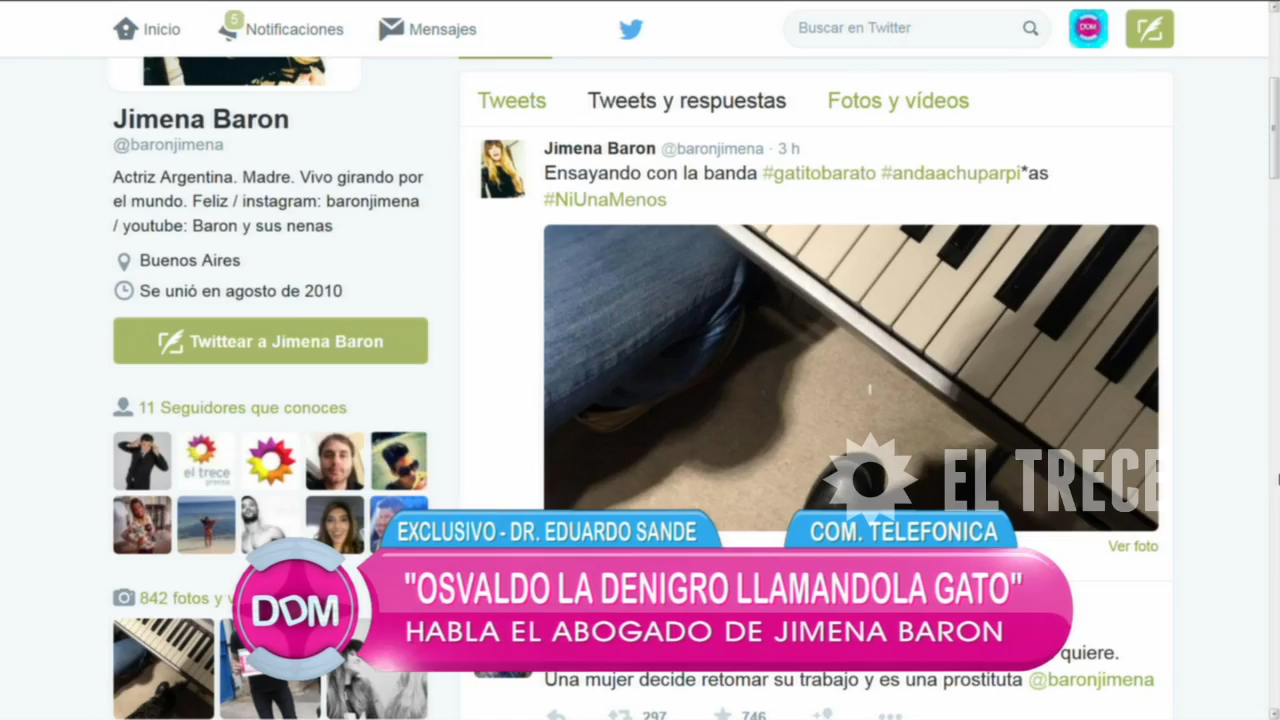 Inicio
5
Notificaciones
Mensajes
Buscar en Twitter
DDM
Jimena Baron
@baronjimena
Actriz Argentina. Madre. Vivo girando por
el mundo. Feliz / instagram: baronjimena
/ youtube: Baron y sus nenas
Buenos Aires
Se unió en agosto de 2010
Twittear a Jimena Baron
11 Seguidores que conoces
el trece
prensa
842 fotos y v
Tweets
Tweets y respuestas
Fotos y vídeos
Jimena Baron @baronjimena · 3 h
Ensayando con la banda #gatitobarato #andaachuparpi*as
#NiUnaMenos
EL TRECE
Ver foto
EXCLUSIVO - DR. EDUARDO SANDE
COM. TELEFONICA
DDM
"OSVALDO LA DENIGRO LLAMANDOLA GATO"
HABLA EL ABOGADO DE JIMENA BARON
quiere.
Una mujer decide retomar su trabajo y es una prostituta @baronjimena
297
746